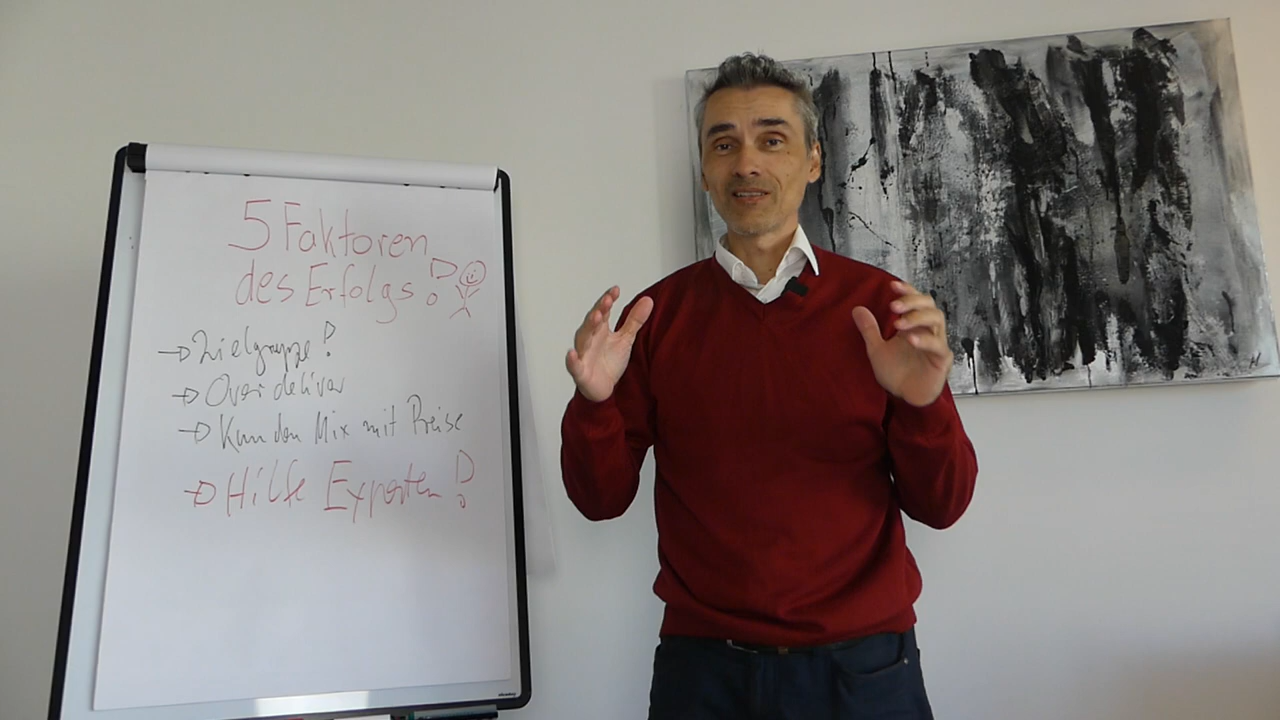 5 Faktoren
des Erfolgs!
→ Zielgruppe!
→ Over deliver
→ Kunden Mix mit Preise
→ Hilfe Experten!